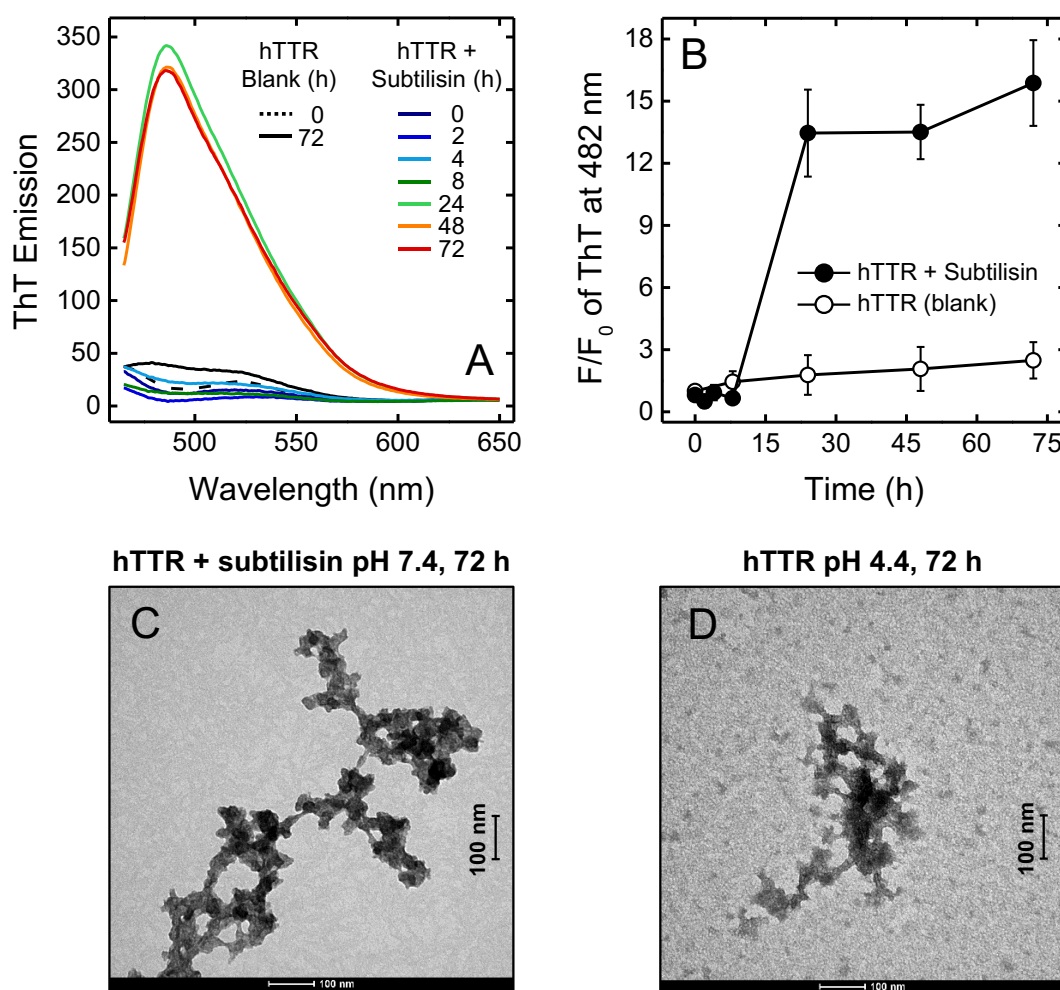 350
300
250
200
150
100
50
0
ThT Emission
hTTR
Blank (h)
0
72
hTTR +
Subtilisin (h)
0
2
4
8
24
48
72
A
500 550 600 650
Wavelength (nm)
B
18
15
12
9
6
3
0
F/F0 of ThT at 482 nm
hTTR + Subtilisin
hTTR (blank)
0 15 30 45 60 75
Time (h)
hTTR + subtilisin pH 7.4, 72 h
C
100 nm
100 nm
hTTR pH 4.4, 72 h
D
100 nm
100 nm